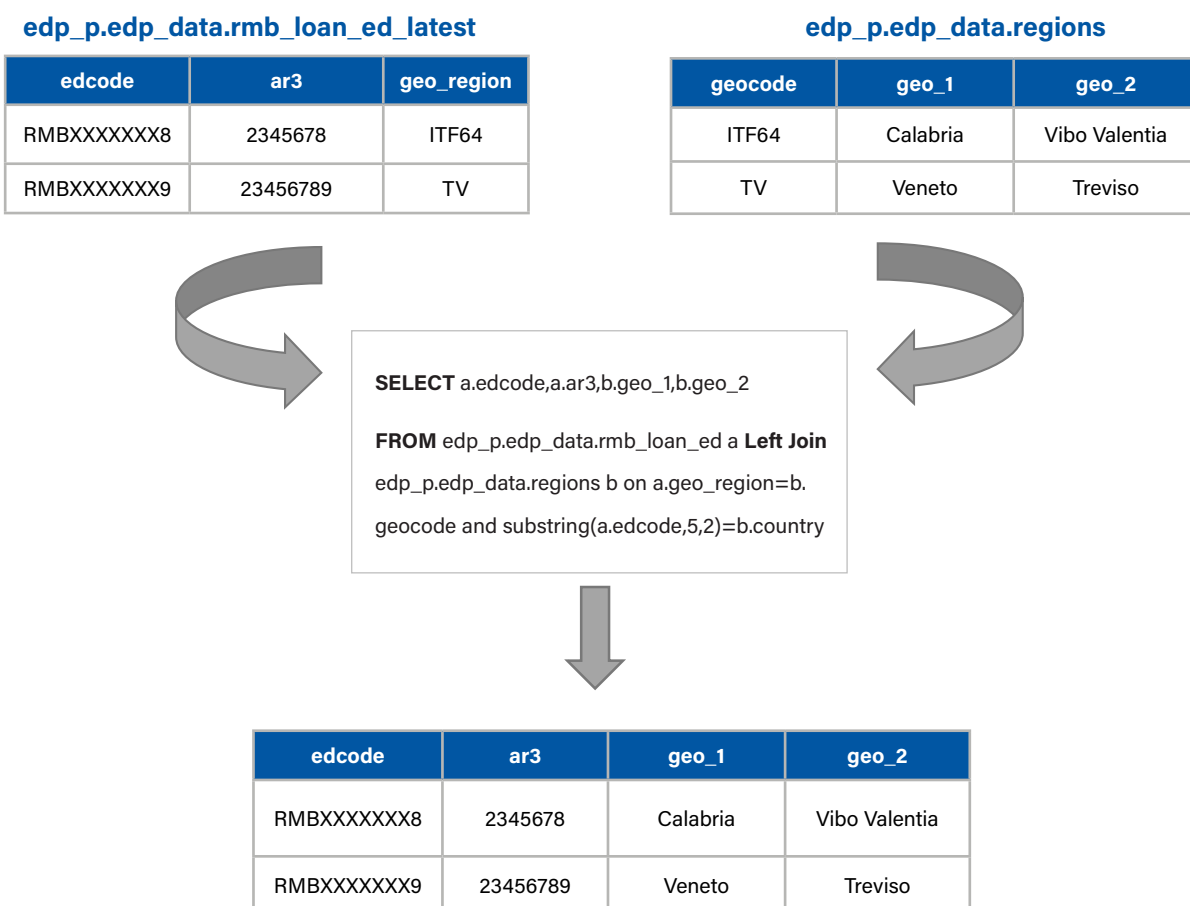 edp_p.edp_data.rmb_loan_ed_latest
edcode ar3 geo_region
RMBXXXXXXX8 2345678 ITF64
RMBXXXXXXX9 23456789 TV
edp_p.edp_data.regions
geocode geo_1 geo_2
ITF64 Calabria Vibo Valentia
TV Veneto Treviso
SELECT a.edcode,a.ar3,b.geo_1,b.geo_2
FROM edp_p.edp_data.rmb_loan_ed a Left Join
edp_p.edp_data.regions b on a.geo_region=b.
geocode and substring(a.edcode,5,2)=b.country
edcode ar3 geo_1 geo_2
RMBXXXXXXX8 2345678 Calabria Vibo Valentia
RMBXXXXXXX9 23456789 Veneto Treviso